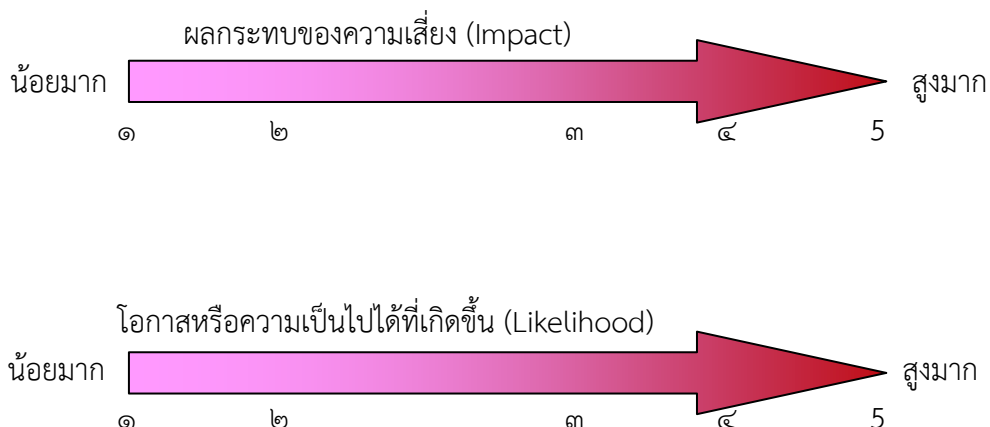 ผลกระทบของความเสี่ยง (Impact)
น้อยมาก สูงมาก
๑ ๒ ๓ ๔ 5
โอกาสหรือความเป็นไปได้ที่เกิดขึ้น (Likelihood)
น้อยมาก สูงมาก
๑ ๒ ๓ ๔ 5